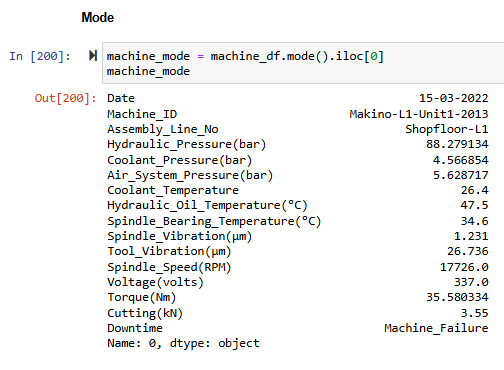 Mode
In [200]: machine_mode = machine_df.mode().iloc[0]
machine_mode
Out[200]: Date 15-03-2022
Machine_ID Makino-L1-Unit1-2013
Assembly_Line_No Shopfloor-L1
Hydraulic_Pressure(bar) 88.279134
Coolant_Pressure(bar) 4.566854
Air_System_Pressure(bar) 5.628717
Coolant_Temperature 26.4
Hydraulic_Oil_Temperature(°C) 47.5
Spindle_Bearing_Temperature(°C) 34.6
Spindle_Vibration(µm) 1.231
Tool_Vibration(µm) 26.736
Spindle_Speed(RPM) 17726.0
Voltage(volts) 337.0
Torque(Nm) 35.580334
Cutting(kN) 3.55
Downtime Machine_Failure
Name: 0, dtype: object